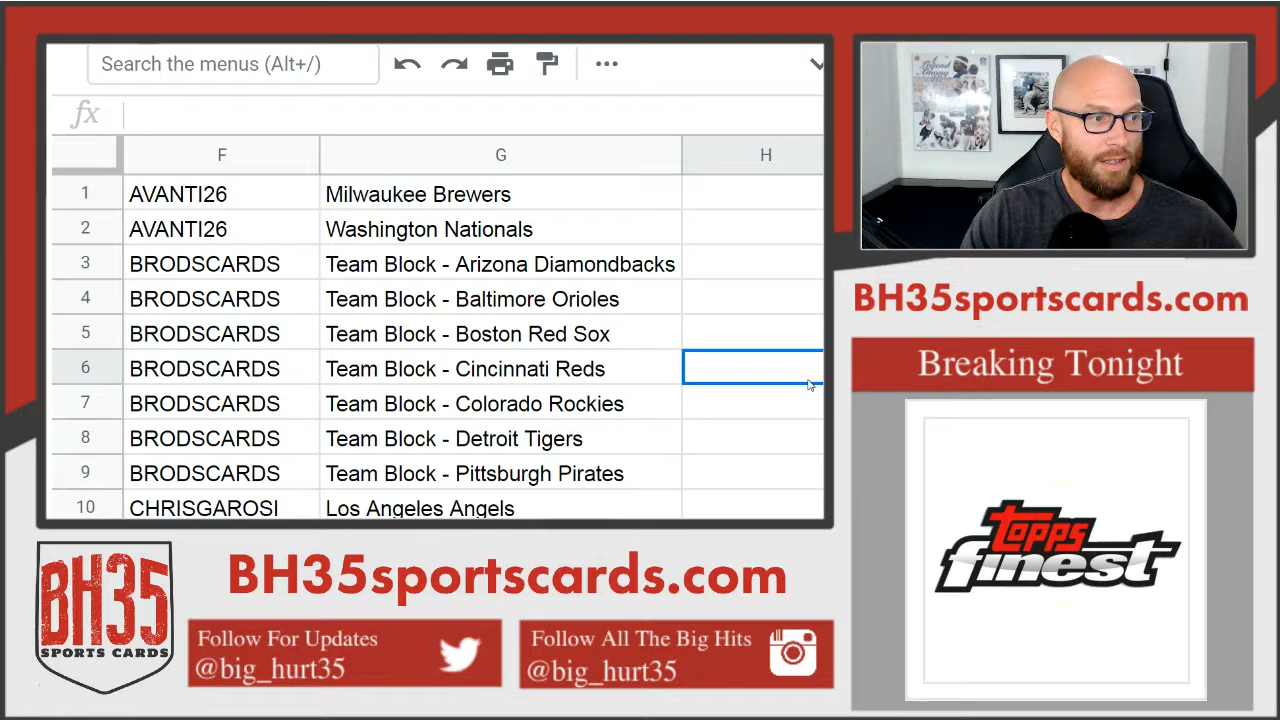 Search the menus (Alt+/)
fx
F G H
1 AVANTI26 Milwaukee Brewers
2 AVANTI26 Washington Nationals
3 BRODSCARDS Team Block - Arizona Diamondbacks
4 BRODSCARDS Team Block - Baltimore Orioles
5 BRODSCARDS Team Block - Boston Red Sox
6 BRODSCARDS Team Block - Cincinnati Reds
7 BRODSCARDS Team Block - Colorado Rockies
8 BRODSCARDS Team Block - Detroit Tigers
9 BRODSCARDS Team Block - Pittsburgh Pirates
10 CHRISGAROSI Los Angeles Angels
Legend
Among
BH35sportscards.com
Breaking Tonight
topps
finest
BH35
SPORTS CARDS
BH35sportscards.com
Follow For Updates
@big_hurt35
Follow All The Big Hits
@big_hurt35